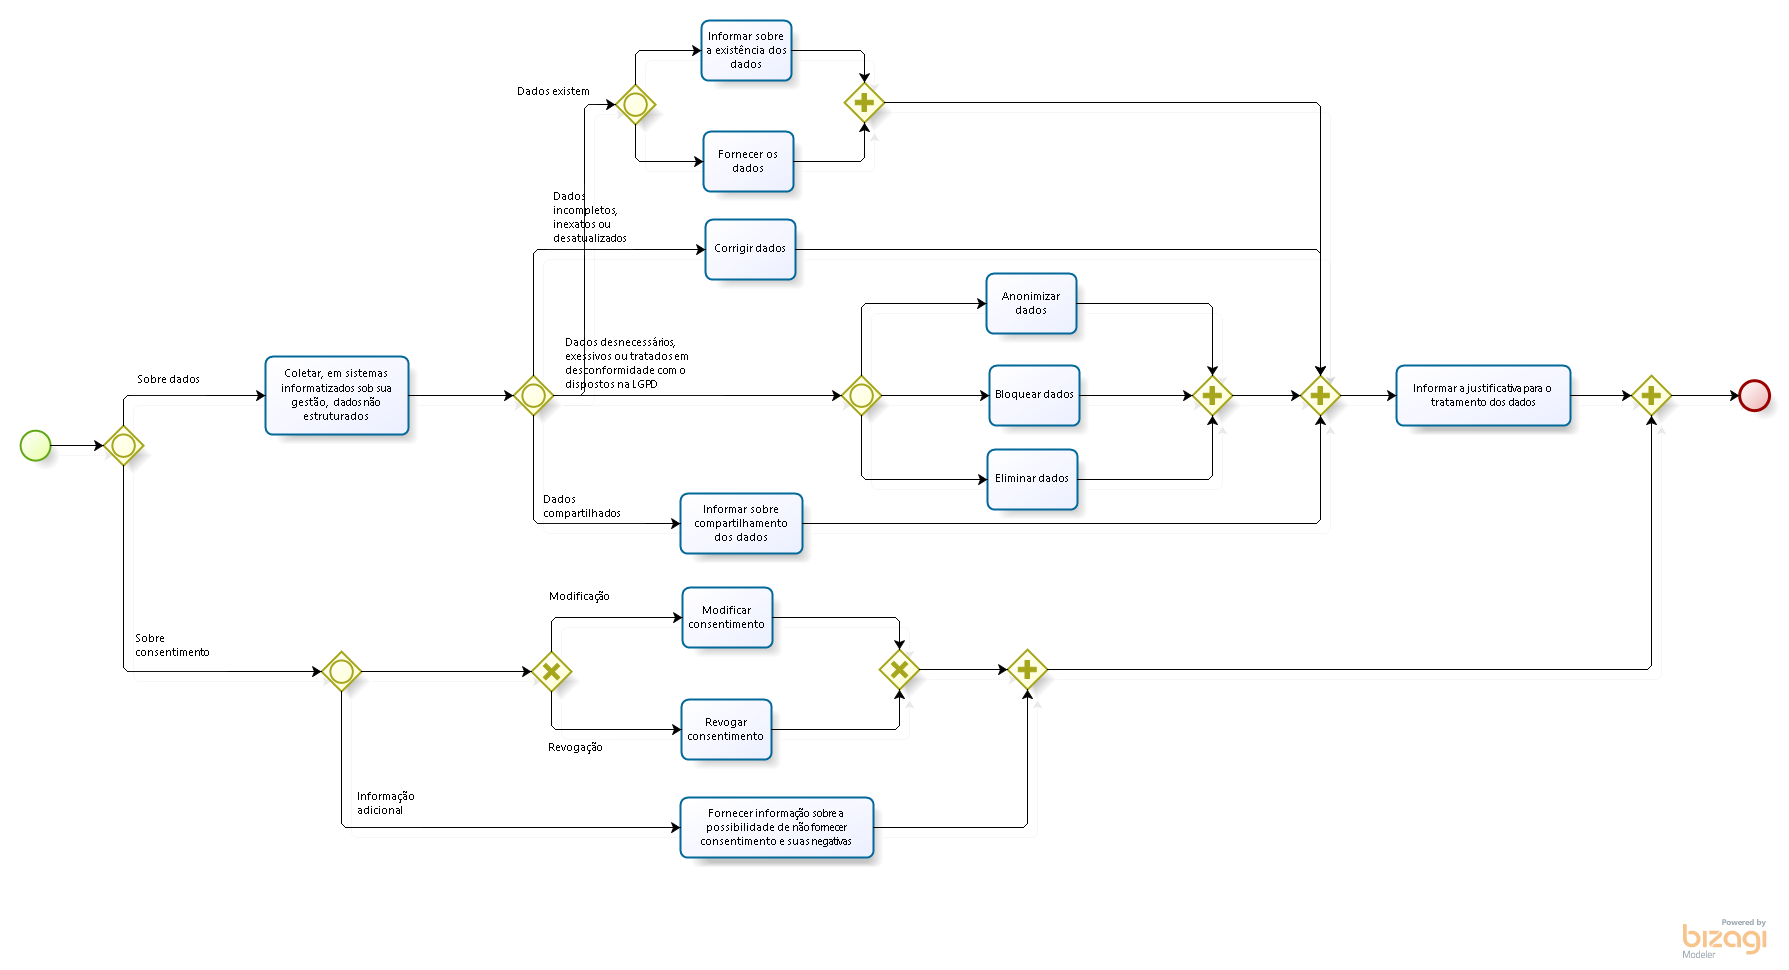 Informar sobre
a existência dos
dados
Dados existem
Fornecer os
dados
Dados
incompletos,
inexatos ou
desatualizados
Corrigir dados
Anonimizar
dados
Dados desnecessários,
exessivos ou tratados em
desconformidade com o
dispostos na LGPD
Sobre dados
Coletar, em sistemas
informatizados sob sua
gestão, dados não
estruturados
Bloquear dados
Informar a justificativa para o
tratamento dos dados
Eliminar dados
Dados
compartilhados
Informar sobre
compartilhamento
dos dados
Modificação
Modificar
consentimento
Sobre
consentimento
Revogar
consentimento
Revogação
Informação
adicional
Fornecer informação sobre a
possibilidade de não fornecer
consentimento e suas negativas
Powered by
bizagi
Modeler